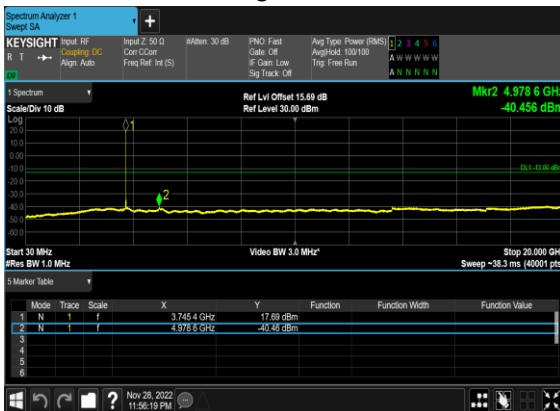 Spectrum Analyzer 1
Swept SA
+
KEYSIGHT Input: RF Input Z: 50 Ω #Atten: 30 dB PNO: Fast Avg Type: Power (RMS) 1 2 3 4 5 6
R T Coupling: DC Corr CCorr Gate: Off Avg|Hold: 100/100 A W W W W W
Align: Auto Freq Ref: Int (S) IF Gain: Low Trig: Free Run
Sig Track: Off A N N N N N
LV
1 Spectrum Ref Lvl Offset 15.69 dB Mkr2 4.978 6 GHz
Scale/Div 10 dB Ref Level 30.00 dBm -40.456 dBm
Log
20.0
10.0
0.00
-10.0
DL1 -13.00 dBm
-20.0
-30.0
-40.0
-50.0
-60.0
1
2
Start 30 MHz Video BW 3.0 MHz* Stop 20.000 GHz
#Res BW 1.0 MHz Sweep ~38.3 ms (40001 pts)
5 Marker Table
Mode Trace Scale X Y Function Function Width Function Value
1 N 1 f 3.745 4 GHz 17.69 dBm
2 N 1 f 4.978 6 GHz -40.46 dBm
3
4
5
6
? Nov 28, 2022
11:56:19 PM